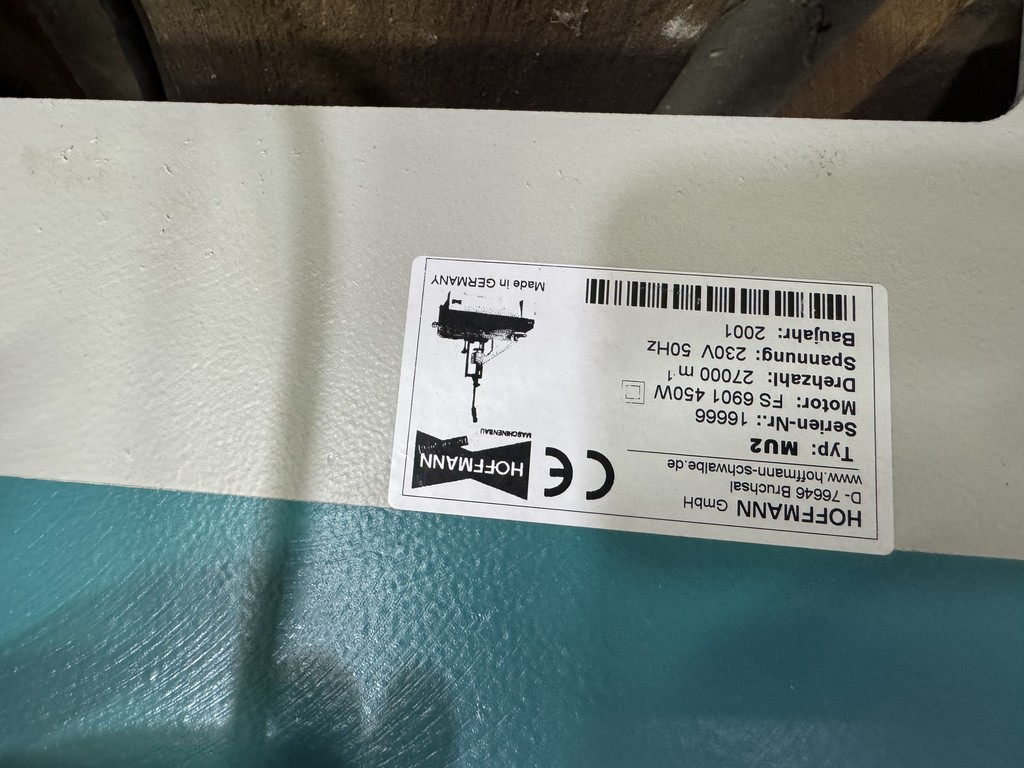 HOFFMANN GmbH
D- 76646 Bruchsal
www.hoffmann-schwalbe.de
CE
HOFFMANN
MASCHINENBAU
Typ: MU2
Serien-Nr.: 16666
Motor: FS 6901 450W
Drehzahl: 27000 m⁻¹
Spannung: 230V 50Hz
Baujahr: 2001
Made in GERMANY